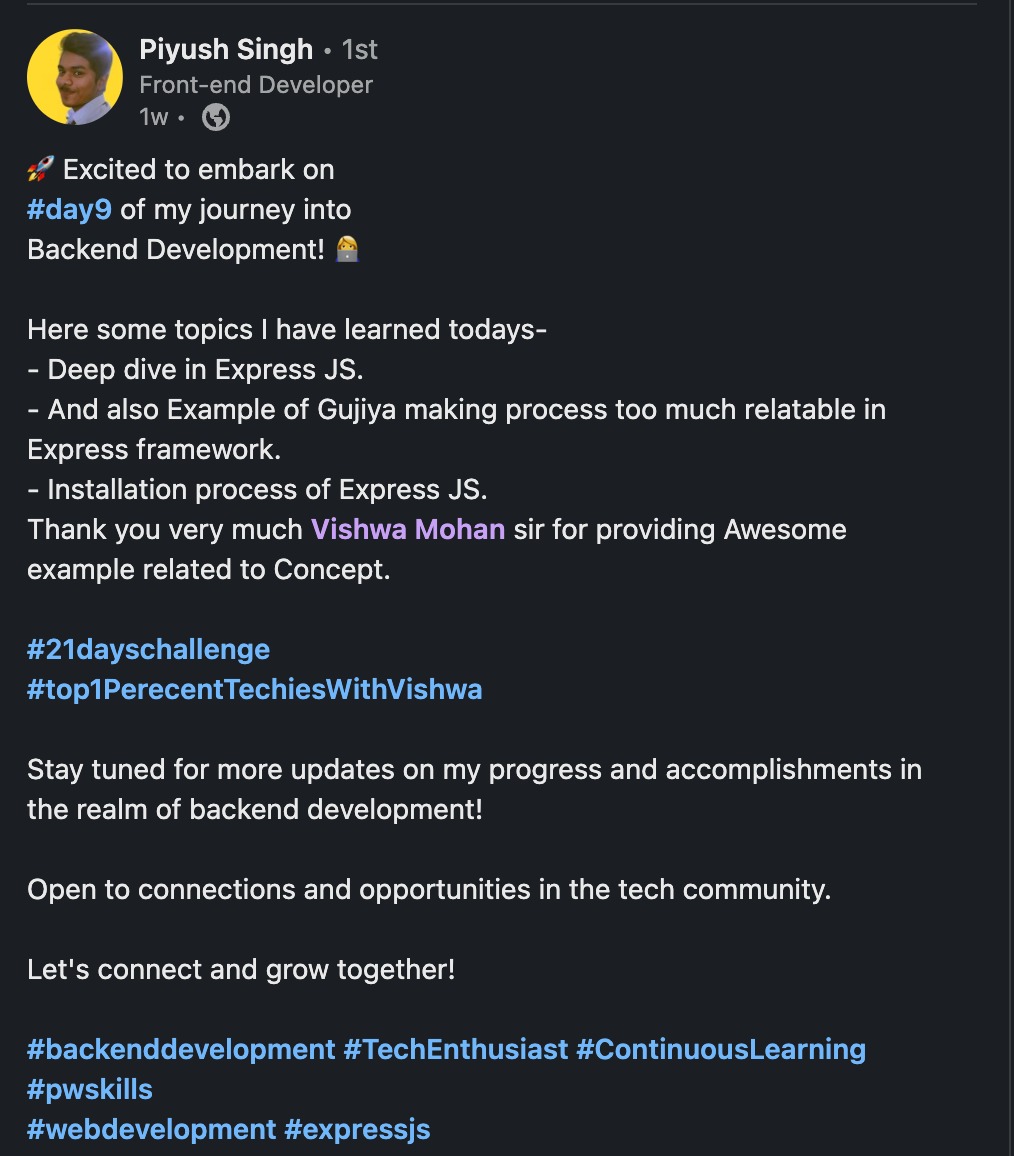 Piyush Singh • 1st
Front-end Developer
1w •
🚀 Excited to embark on
#day9 of my journey into
Backend Development! 👩‍💻
Here some topics I have learned todays-
- Deep dive in Express JS.
- And also Example of Gujiya making process too much relatable in
Express framework.
- Installation process of Express JS.
Thank you very much Vishwa Mohan sir for providing Awesome
example related to Concept.
#21dayschallenge
#top1PerecentTechiesWithVishwa
Stay tuned for more updates on my progress and accomplishments in
the realm of backend development!
Open to connections and opportunities in the tech community.
Let's connect and grow together!
#backenddevelopment #TechEnthusiast #ContinuousLearning
#pwskills
#webdevelopment #expressjs